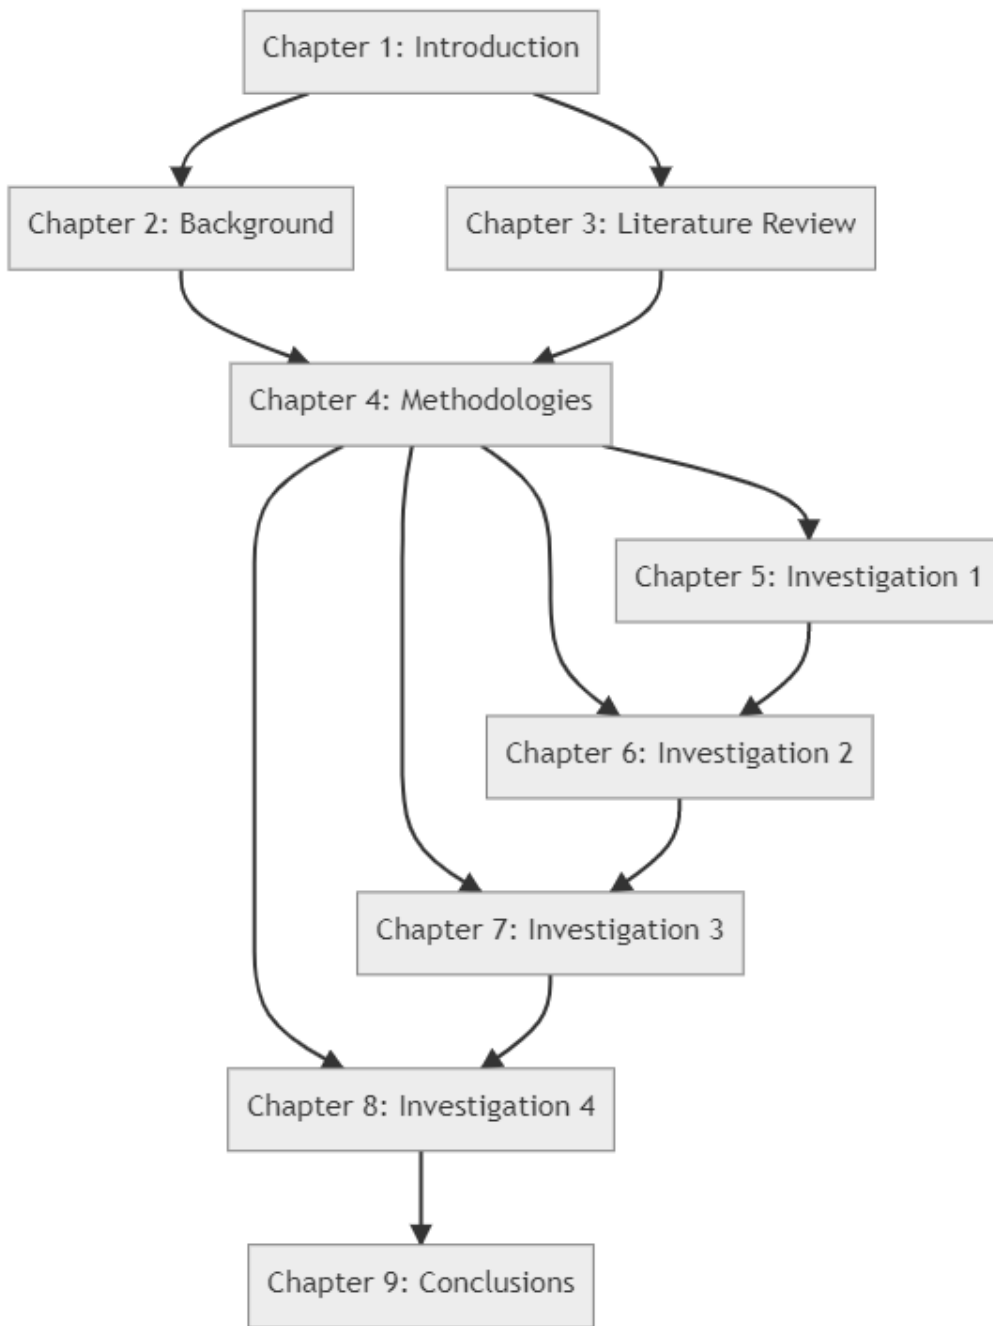 Chapter 1: Introduction
Chapter 2: Background
Chapter 3: Literature Review
Chapter 4: Methodologies
Chapter 5: Investigation 1
Chapter 6: Investigation 2
Chapter 7: Investigation 3
Chapter 8: Investigation 4
Chapter 9: Conclusions